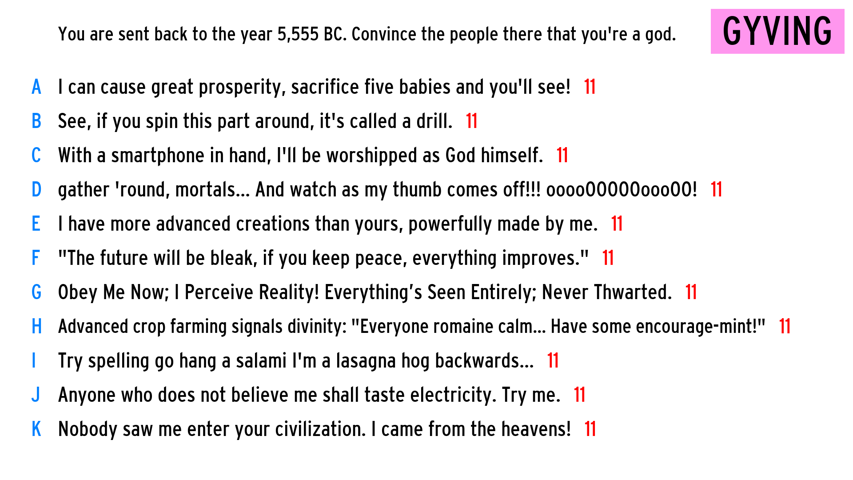 You are sent back to the year 5,555 BC. Convince the people there that you're a god.
GYVING
A I can cause great prosperity, sacrifice five babies and you'll see! 11
B See, if you spin this part around, it's called a drill. 11
C With a smartphone in hand, I'll be worshipped as God himself. 11
D gather 'round, mortals... And watch as my thumb comes off!!! ooooOOOOOoooOO! 11
E I have more advanced creations than yours, powerfully made by me. 11
F "The future will be bleak, if you keep peace, everything improves." 11
G Obey Me Now; I Perceive Reality! Everything’s Seen Entirely; Never Thwarted. 11
H Advanced crop farming signals divinity: "Everyone romaine calm... Have some encourage-mint!" 11
I Try spelling go hang a salami I'm a lasagna hog backwards... 11
J Anyone who does not believe me shall taste electricity. Try me. 11
K Nobody saw me enter your civilization. I came from the heavens! 11